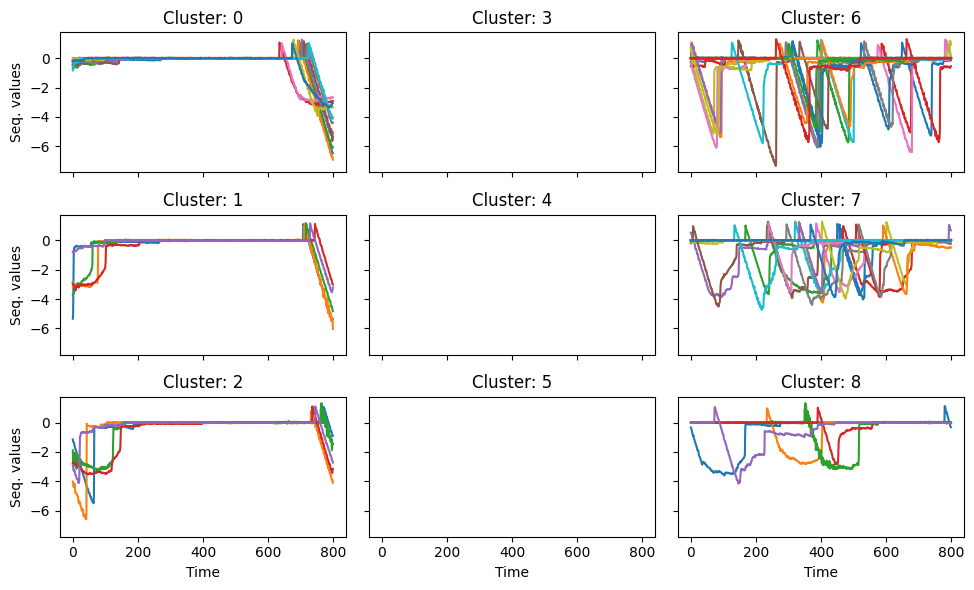 Cluster: 0
Cluster: 3
Cluster: 6
Seq. values
0
−2
−4
−6
Cluster: 1
Cluster: 4
Cluster: 7
Seq. values
0
−2
−4
−6
Cluster: 2
Cluster: 5
Cluster: 8
Seq. values
0
−2
−4
−6
0 200 400 600 800
0 200 400 600 800
0 200 400 600 800
Time
Time
Time